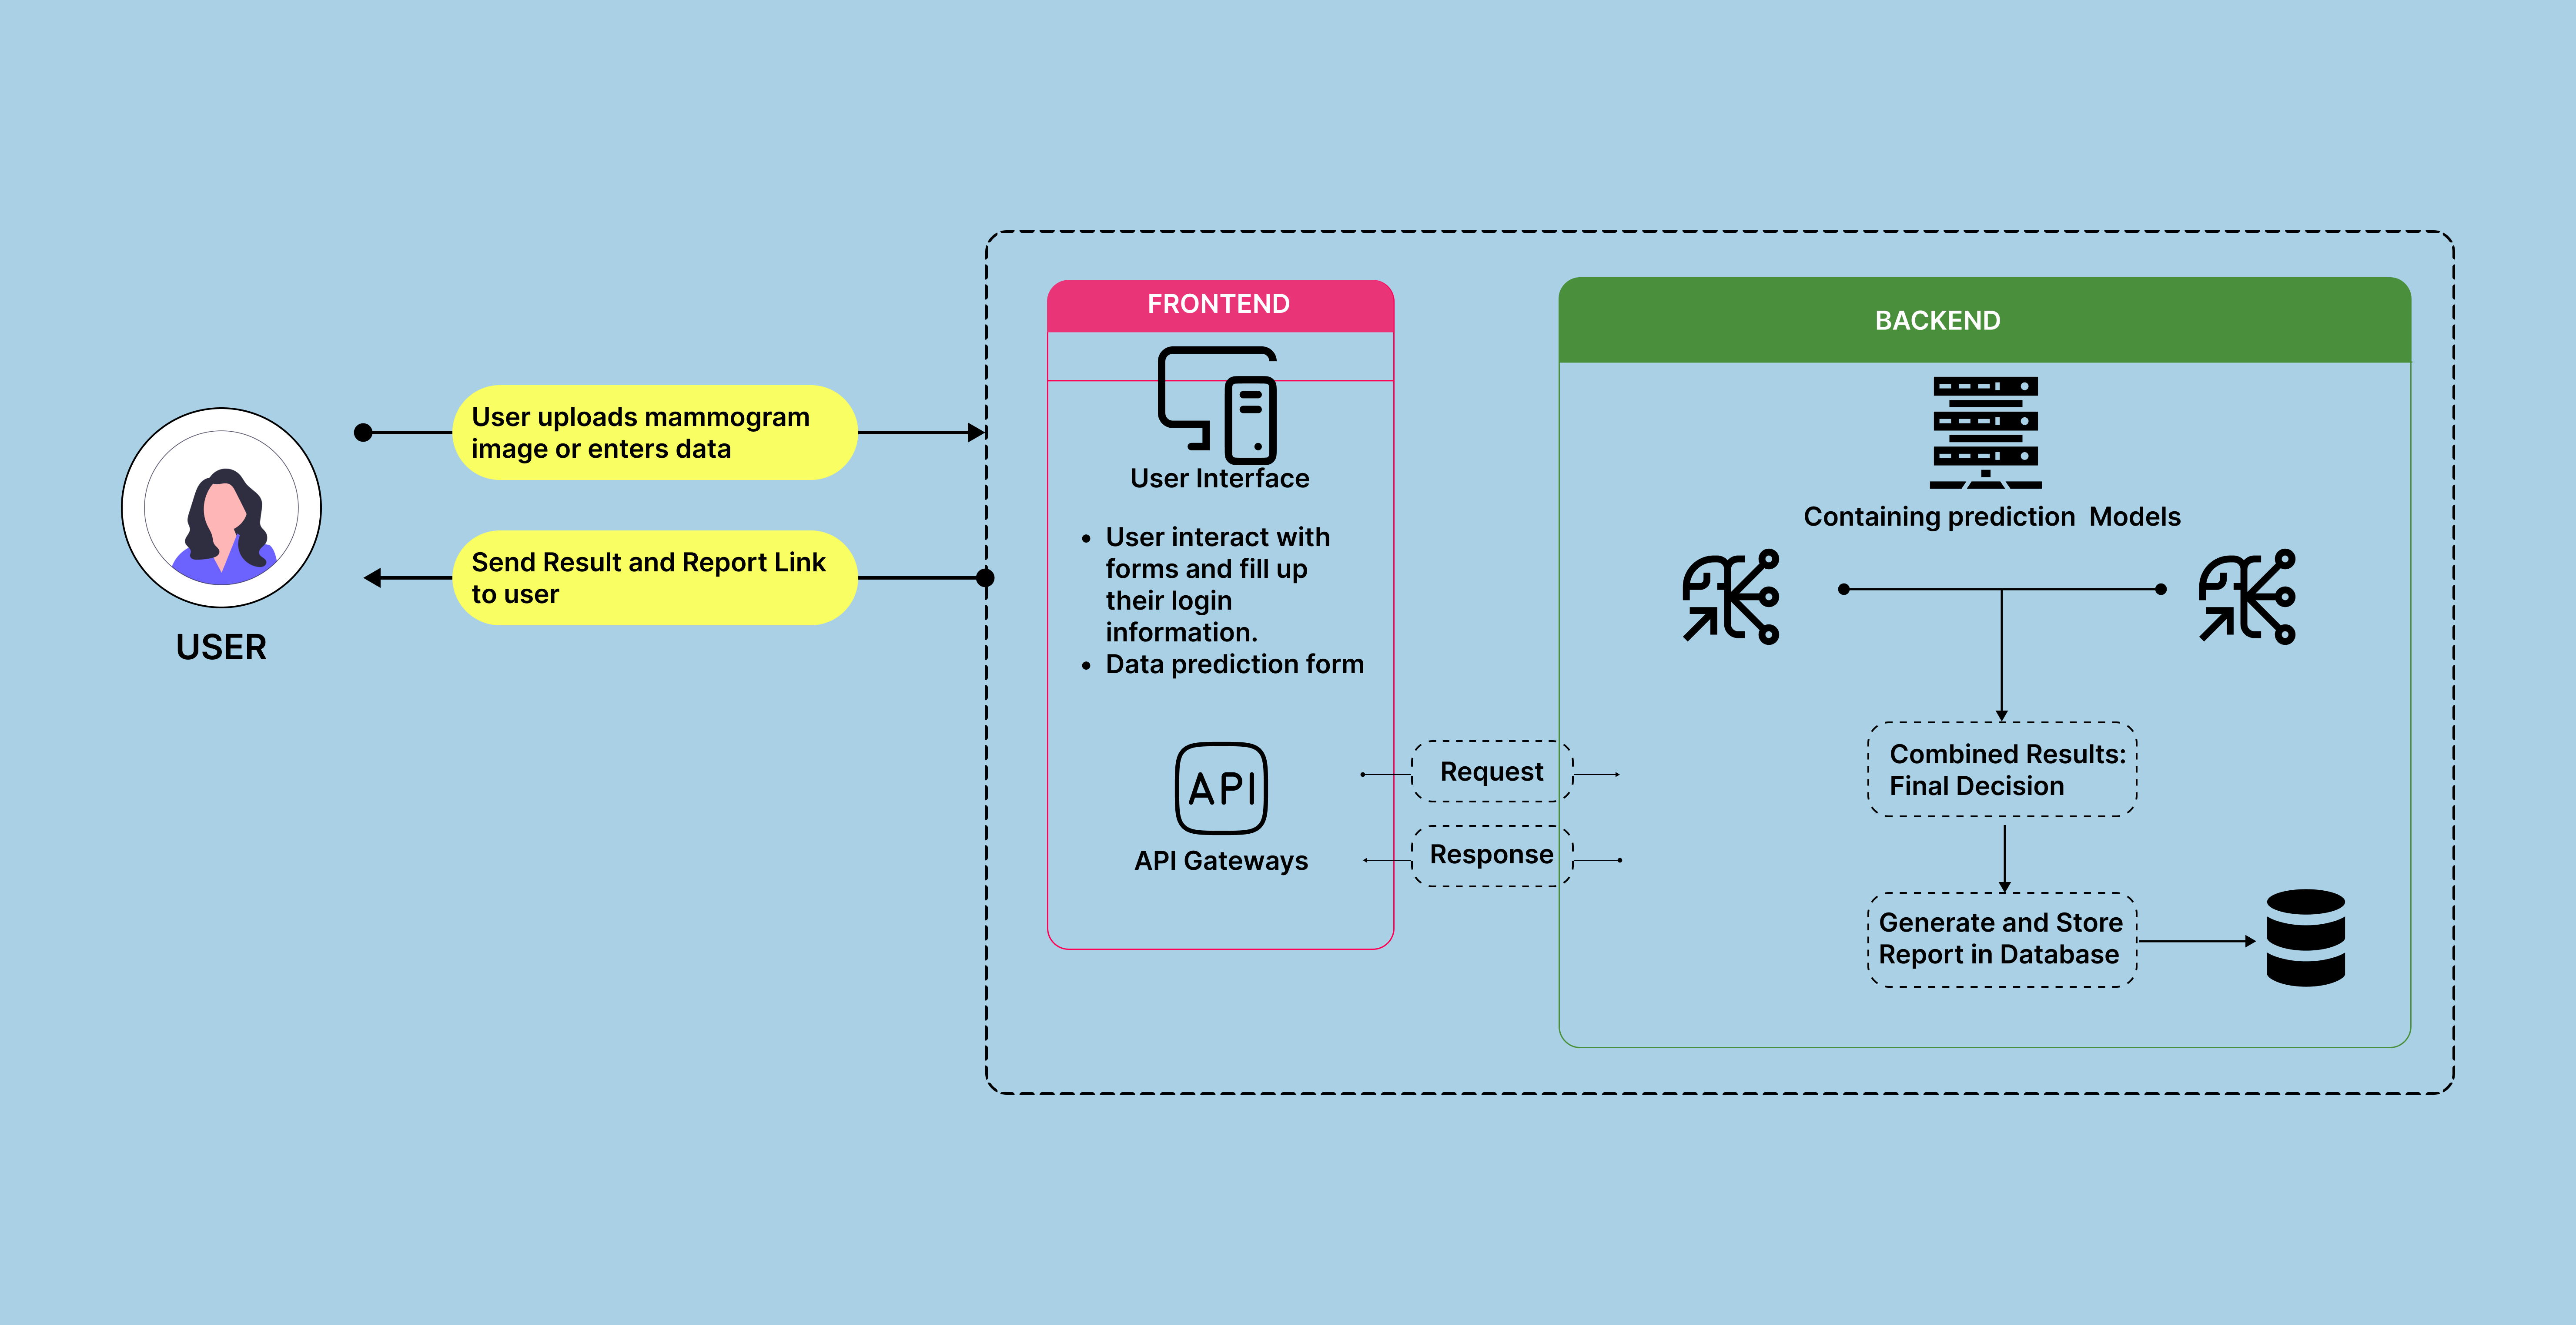 User uploads mammogram
image or enters data
Send Result and Report Link
to user
USER
FRONTEND
User Interface
• User interact with
forms and fill up
their login
information.
• Data prediction form
API
API Gateways
Request
Response
BACKEND
Containing prediction  Models
Combined Results:
Final Decision
Generate and Store
Report in Database